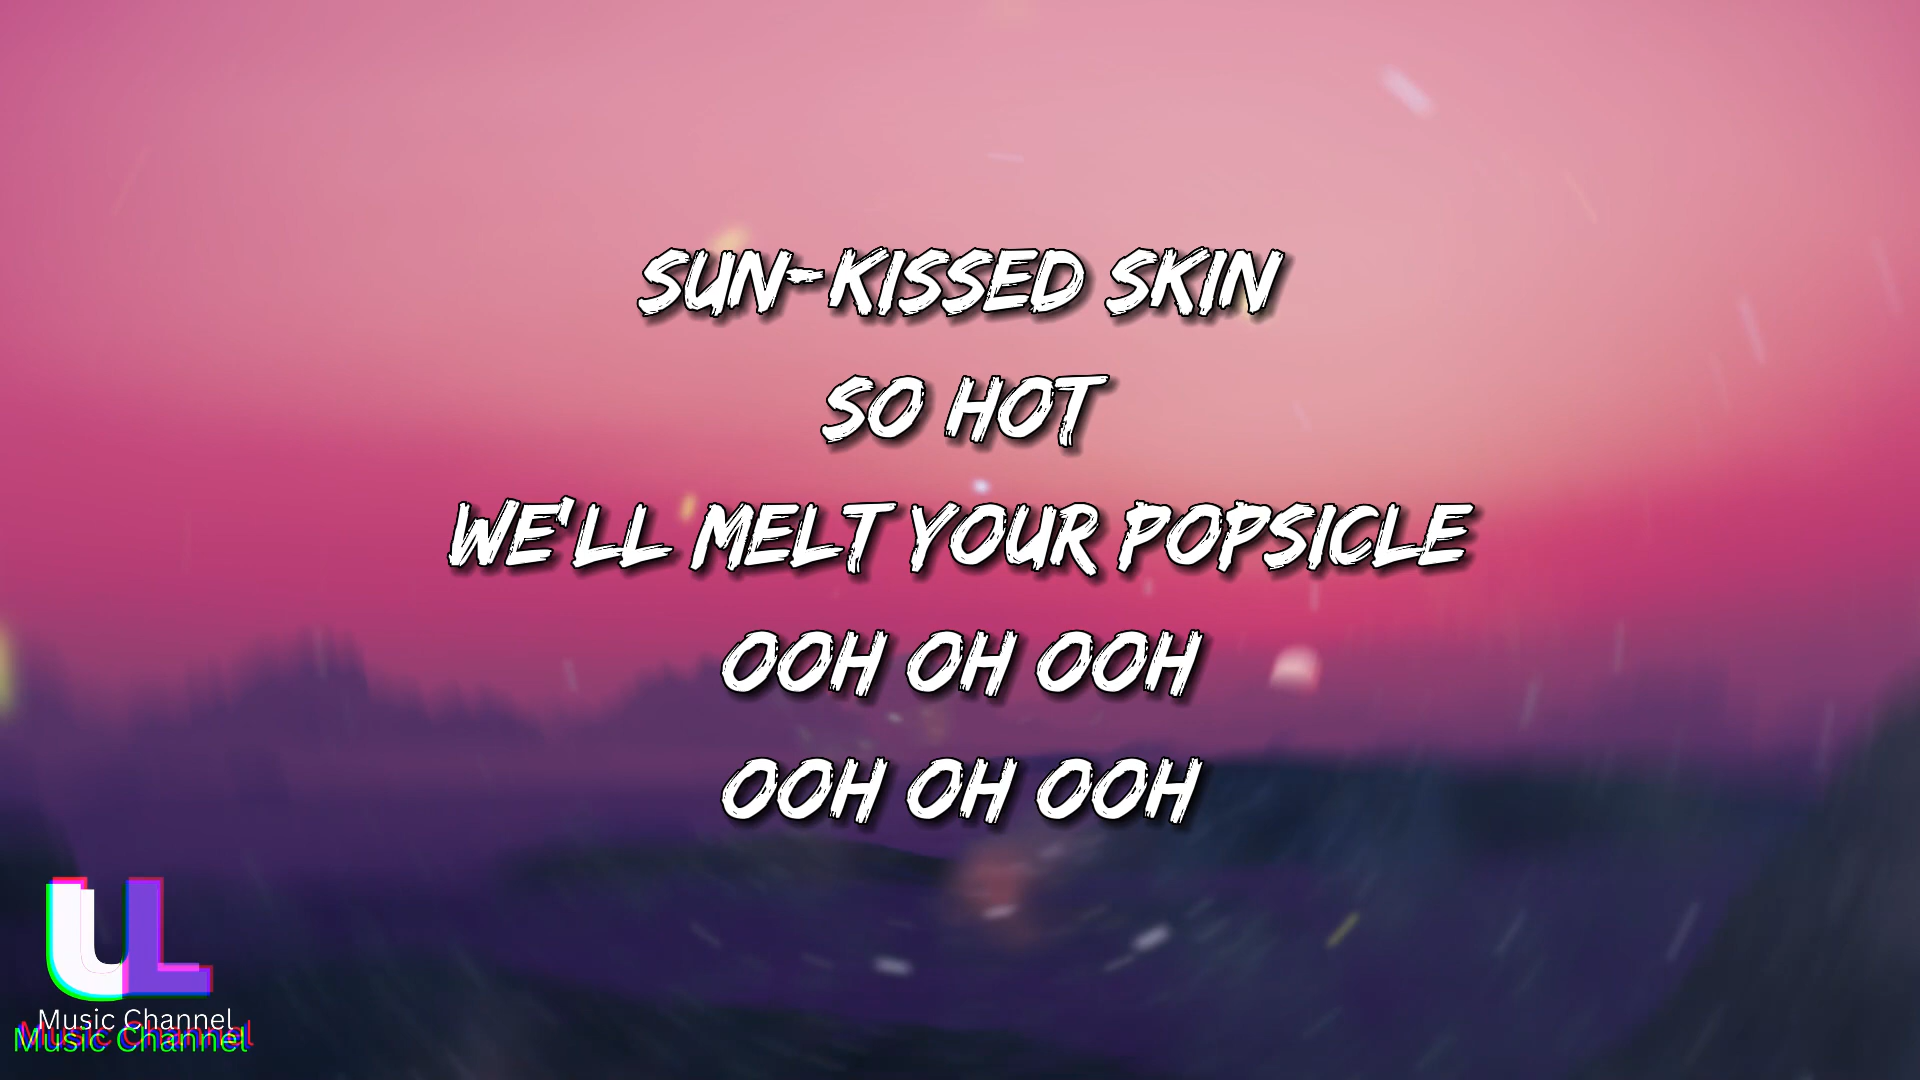 SUN-KISSED SKIN
SO HOT
WE'LL MELT YOUR POPSICLE
OOH OH OOH
OOH OH OOH
UL
Music Channel
Music Channel